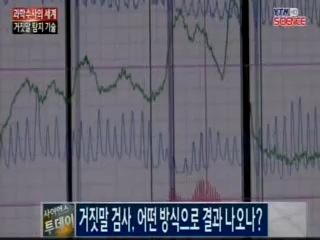 과학수사의 세계
거짓말 탐지 기술
YTN HD
SCIENCE
사이언스
투데이
거짓말 검사, 어떤 방식으로 결과 나오나?